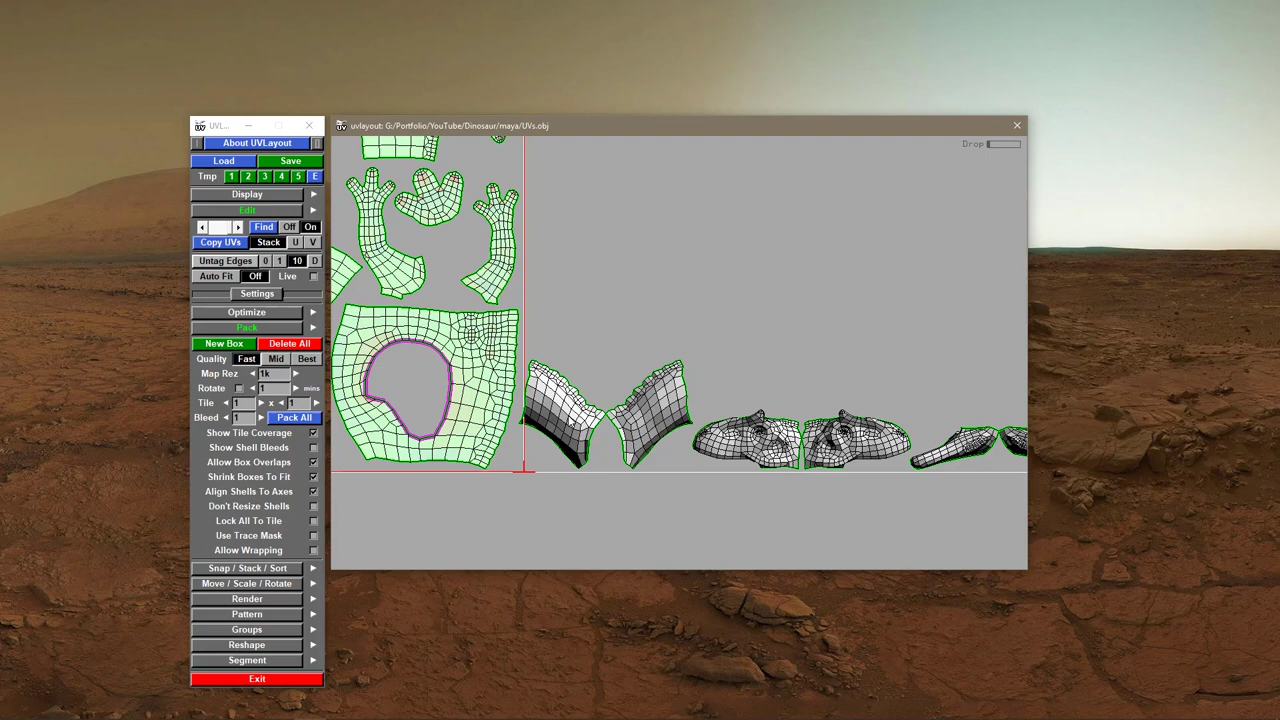 UVL...
uvlayout: G:/Portfolio/YouTube/Dinosaur/maya/UVs.obj
About UVLayout
Load Save
Tmp 1 2 3 4 5 E
Display
Edit
Find Off On
Copy UVs Stack U V
Untag Edges 0 1 10 D
Auto Fit Off Live
Settings
Optimize
Pack
New Box Delete All
Quality Fast Mid Best
Map Rez 1k
Rotate 1 mins
Tile 1 x 1
Bleed 1 Pack All
Show Tile Coverage
Show Shell Bleeds
Allow Box Overlaps
Shrink Boxes To Fit
Align Shells To Axes
Don't Resize Shells
Lock All To Tile
Use Trace Mask
Allow Wrapping
Snap / Stack / Sort
Move / Scale / Rotate
Render
Pattern
Groups
Reshape
Segment
Exit
Drop